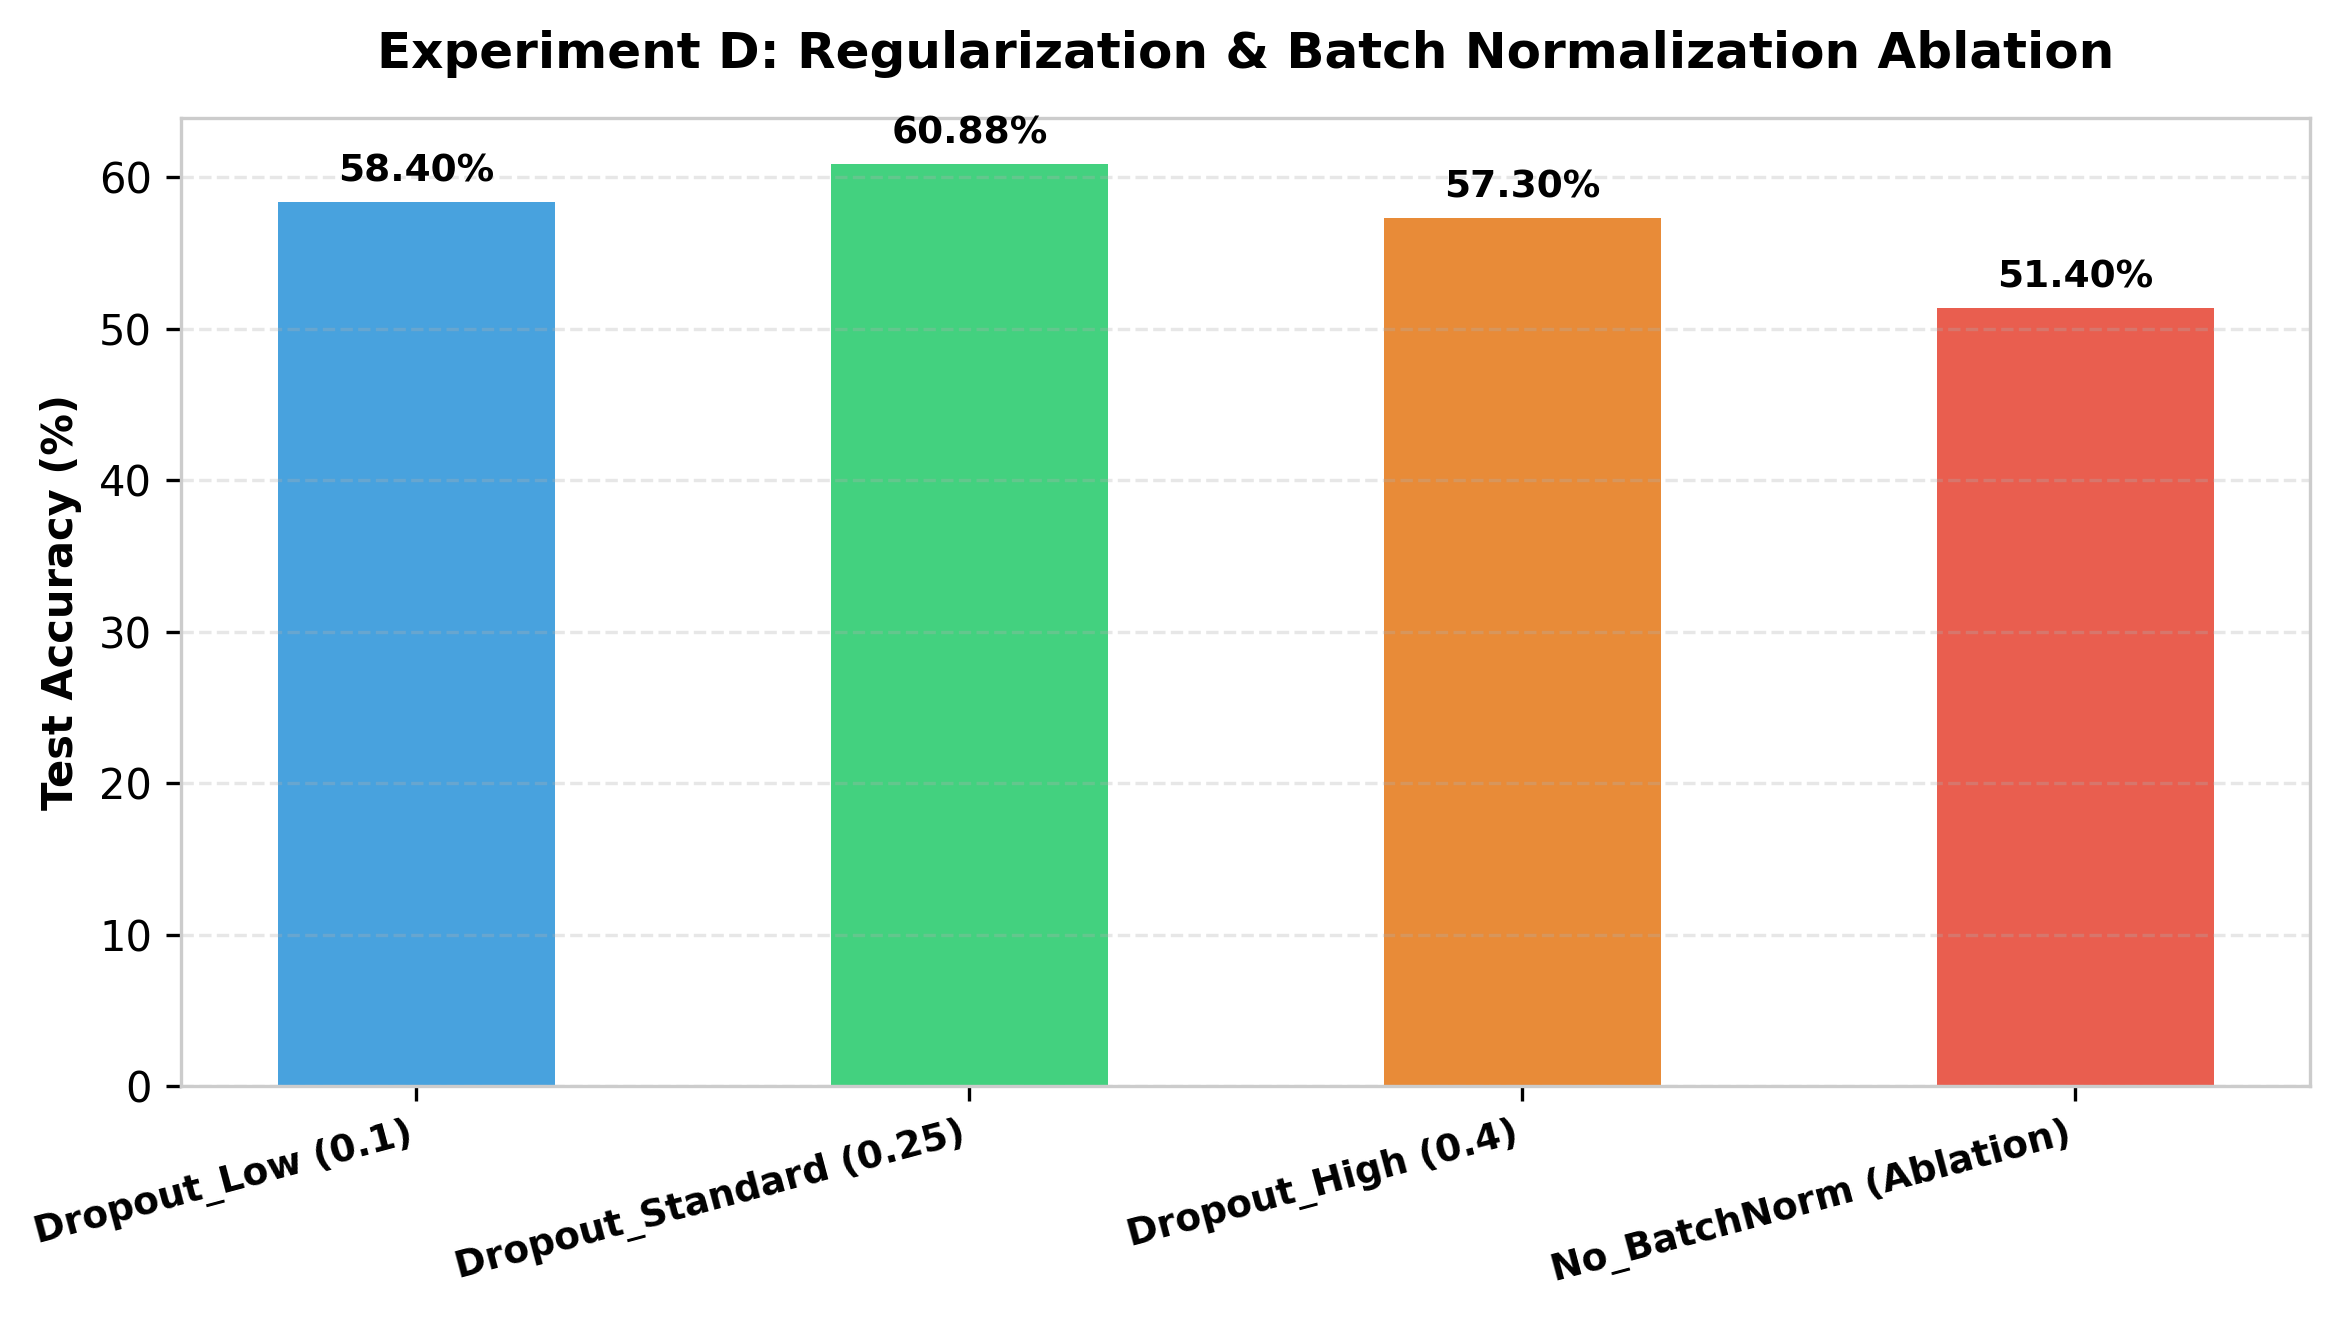 Experiment D: Regularization & Batch Normalization Ablation
Test Accuracy (%)
60
50
40
30
20
10
0
58.40%
60.88%
57.30%
51.40%
Dropout_Low (0.1)
Dropout_Standard (0.25)
Dropout_High (0.4)
No_BatchNorm (Ablation)